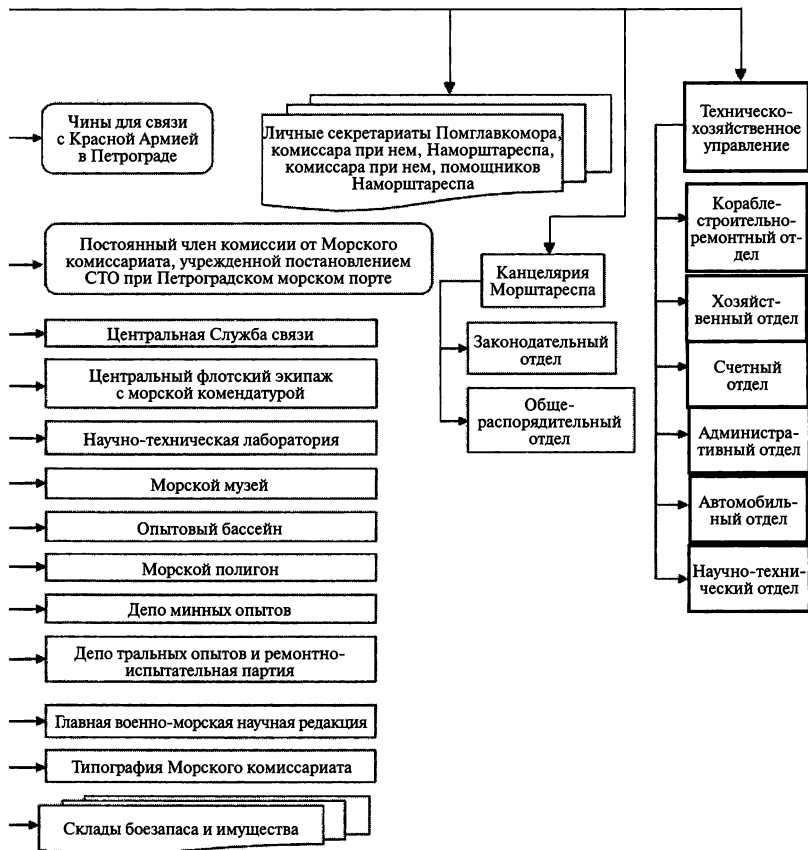 Чины для связи
с Красной Армией
в Петрограде
Личные секретариаты Помглавкомора,
комиссара при нем, Наморштареспа,
комиссара при нем, помощников
Наморштареспа
Техническо-
хозяйственное
управление
Постоянный член комиссии от Морского
комиссариата, учрежденной постановлением
СТО при Петроградском морском порте
Канцелярия
Морштареспа
Законодательный
отдел
Обще-
распорядительный
отдел
Корабле-
строительно-
ремонтный от-
дел
Хозяйст-
венный отдел
Счетный
отдел
Администра-
тивный отдел
Автомобиль-
ный отдел
Научно-техни-
ческий отдел
Центральная Служба связи
Центральный флотский экипаж
с морской комендатурой
Научно-техническая лаборатория
Морской музей
Опытовый бассейн
Морской полигон
Депо минных опытов
Депо тральных опытов и ремонтно-
испытательная партия
Главная военно-морская научная редакция
Типография Морского комиссариата
Склады боезапаса и имущества